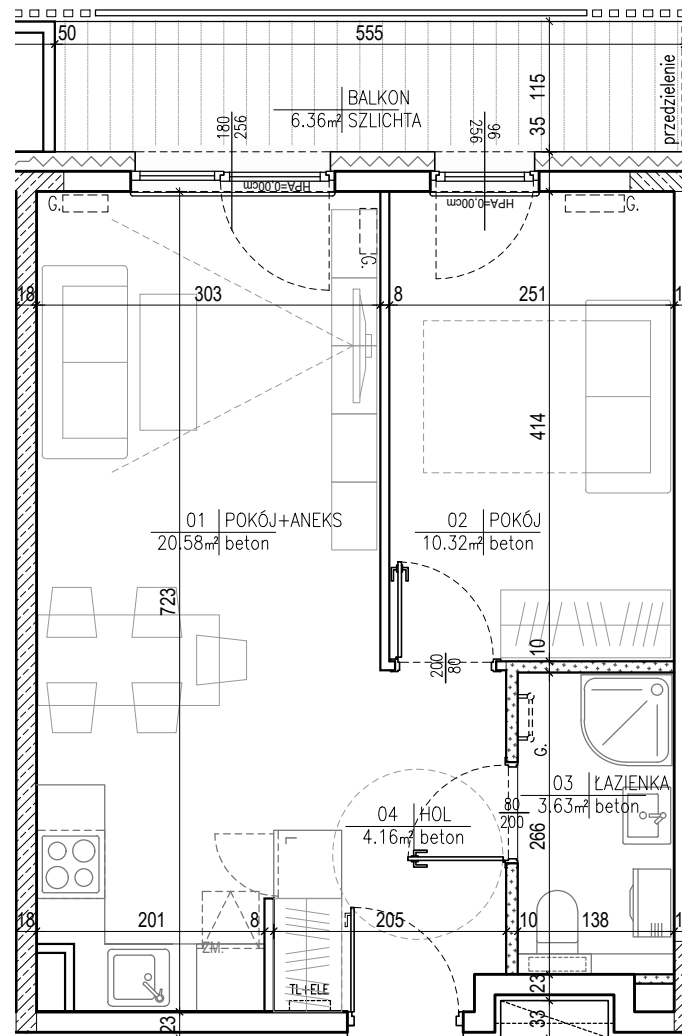 50
555
przedzielenie
115
35
BALKON
6.36m² SZLICHTA
180
256
96
256
HPA=0,00cm
HPA=0,00cm
G.
G.
G.
18
303
8
251
1
414
01 POKÓJ+ANEKS
20.58m² beton
02 POKÓJ
10.32m² beton
723
10
200
80
G.
03 ŁAZIENKA
3.63m² beton
80
200
04 HOL
4.16m² beton
266
18
201
8
205
10
138
1
ZM.
TL+ELE
23
23
33